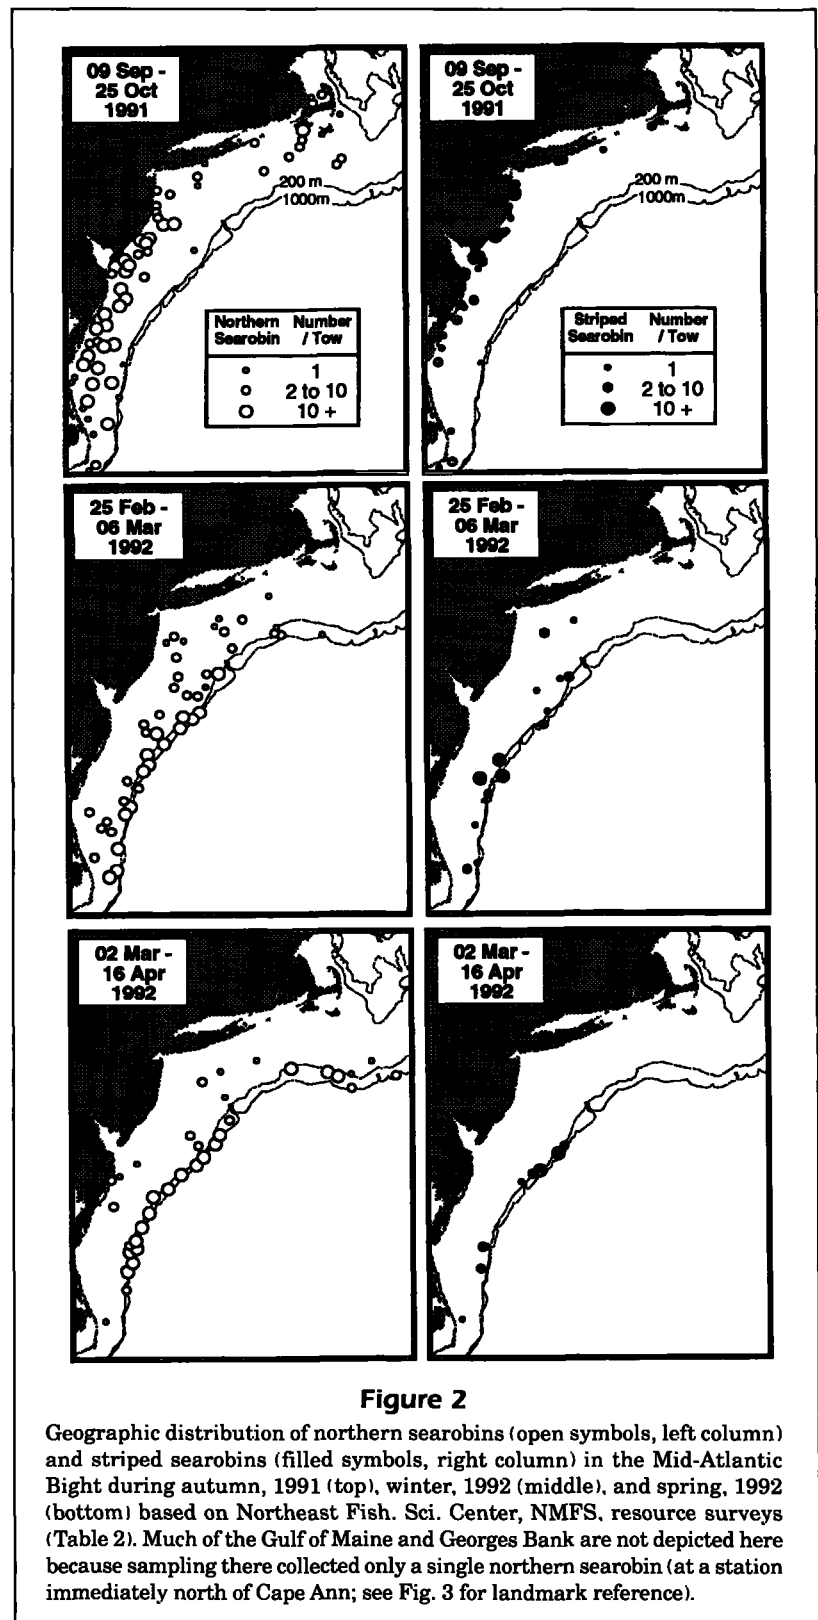 09 Sep -
25 Oct
1991
200 m
1000m
Northern Number
Searobin / Tow
1
2 to 10
10 +
09 Sep -
25 Oct
1991
200 m
1000m
Striped Number
Searobin / Tow
1
2 to 10
10 +
25 Feb -
06 Mar
1992
25 Feb -
06 Mar
1992
02 Mar -
16 Apr
1992
02 Mar -
16 Apr
1992
Figure 2
Geographic distribution of northern searobins (open symbols, left column)
and striped searobins (filled symbols, right column) in the Mid-Atlantic
Bight during autumn, 1991 (top), winter, 1992 (middle), and spring, 1992
(bottom) based on Northeast Fish. Sci. Center, NMFS, resource surveys
(Table 2). Much of the Gulf of Maine and Georges Bank are not depicted here
because sampling there collected only a single northern searobin (at a station
immediately north of Cape Ann; see Fig. 3 for landmark reference).